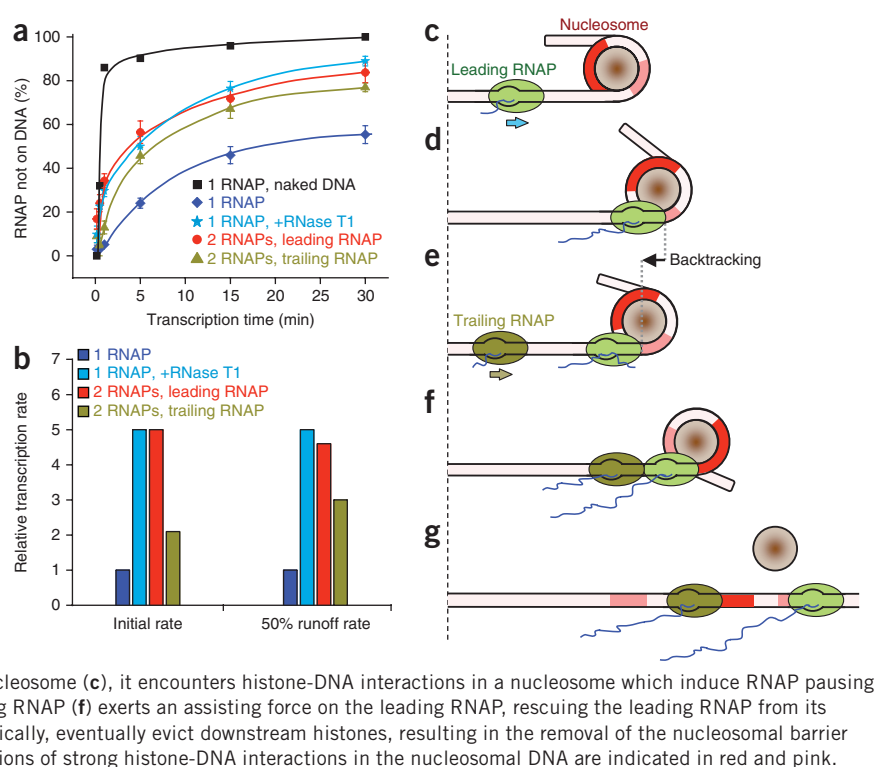 a
RNAP not on DNA (%)
100
80
60
40
20
0
1 RNAP, naked DNA
1 RNAP
1 RNAP, +RNase T1
2 RNAPs, leading RNAP
2 RNAPs, trailing RNAP
0 5 10 15 20 25 30
Transcription time (min)
b
Relative transcription rate
7
6
5
4
3
2
1
0
1 RNAP
1 RNAP, +RNase T1
2 RNAPs, leading RNAP
2 RNAPs, trailing RNAP
Initial rate 50% runoff rate
c
Nucleosome
Leading RNAP
d
e
Backtracking
Trailing RNAP
f
g
cleosome (c), it encounters histone-DNA interactions in a nucleosome which induce RNAP pausing
g RNAP (f) exerts an assisting force on the leading RNAP, rescuing the leading RNAP from its
ically, eventually evict downstream histones, resulting in the removal of the nucleosomal barrier
ions of strong histone-DNA interactions in the nucleosomal DNA are indicated in red and pink.